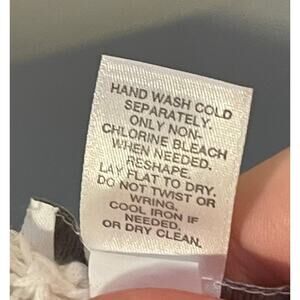 HAND WASH COLD
SEPARATELY.
ONLY NON-
CHLORINE BLEACH
WHEN NEEDED.
RESHAPE.
LAY FLAT TO DRY.
DO NOT TWIST OR
WRING.
COOL IRON IF
NEEDED.
OR DRY CLEAN.